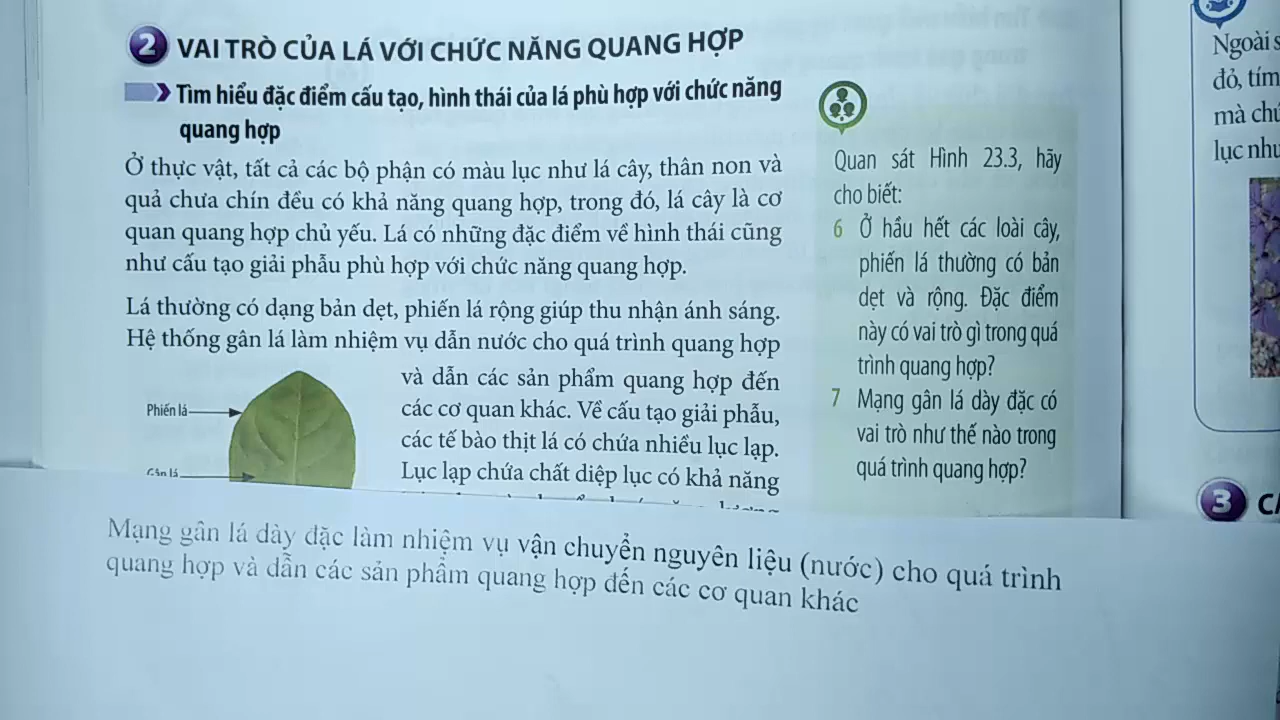 2 VAI TRÒ CỦA LÁ VỚI CHỨC NĂNG QUANG HỢP
Tìm hiểu đặc điểm cấu tạo, hình thái của lá phù hợp với chức năng
quang hợp
Ở thực vật, tất cả các bộ phận có màu lục như lá cây, thân non và
quả chưa chín đều có khả năng quang hợp, trong đó, lá cây là cơ
quan quang hợp chủ yếu. Lá có những đặc điểm về hình thái cũng
như cấu tạo giải phẫu phù hợp với chức năng quang hợp.
Lá thường có dạng bản dẹt, phiến lá rộng giúp thu nhận ánh sáng.
Hệ thống gân lá làm nhiệm vụ dẫn nước cho quá trình quang hợp
và dẫn các sản phẩm quang hợp đến
các cơ quan khác. Về cấu tạo giải phẫu,
các tế bào thịt lá có chứa nhiều lục lạp.
Lục lạp chứa chất diệp lục có khả năng
Phiến lá
Gân lá
Quan sát Hình 23.3, hãy
cho biết:
6 Ở hầu hết các loài cây,
phiến lá thường có bản
dẹt và rộng. Đặc điểm
này có vai trò gì trong quá
trình quang hợp?
7 Mạng gân lá dày đặc có
vai trò như thế nào trong
quá trình quang hợp?
Ngoài
đỏ, tím
mà
lục
3
Mạng gân lá dày đặc làm nhiệm vụ vận chuyển nguyên liệu (nước) cho quá trình
quang hợp và dẫn các sản phẩm quang hợp đến các cơ quan khác